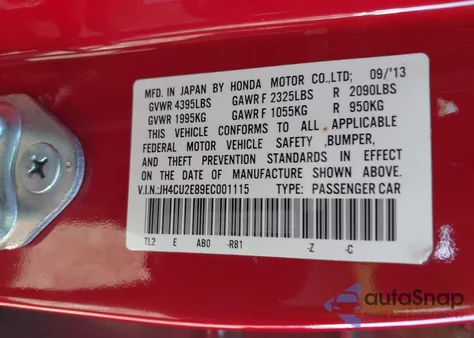 MFD. IN JAPAN BY HONDA MOTOR CO.,LTD; 09/'13
GVWR 4395LBS GAWR F 2325LBS R 2090LBS
GVWR 1995KG GAWR F 1055KG R 950KG
THIS VEHICLE CONFORMS TO ALL APPLICABLE
FEDERAL MOTOR VEHICLE SAFETY ,BUMPER,
AND THEFT PREVENTION STANDARDS IN EFFECT
ON THE DATE OF MANUFACTURE SHOWN ABOVE.
V.I.N.:JH4CU2E89EC001115 TYPE: PASSENGER CAR
TL2 E AB0 -R81 -Z -C
autoSnap